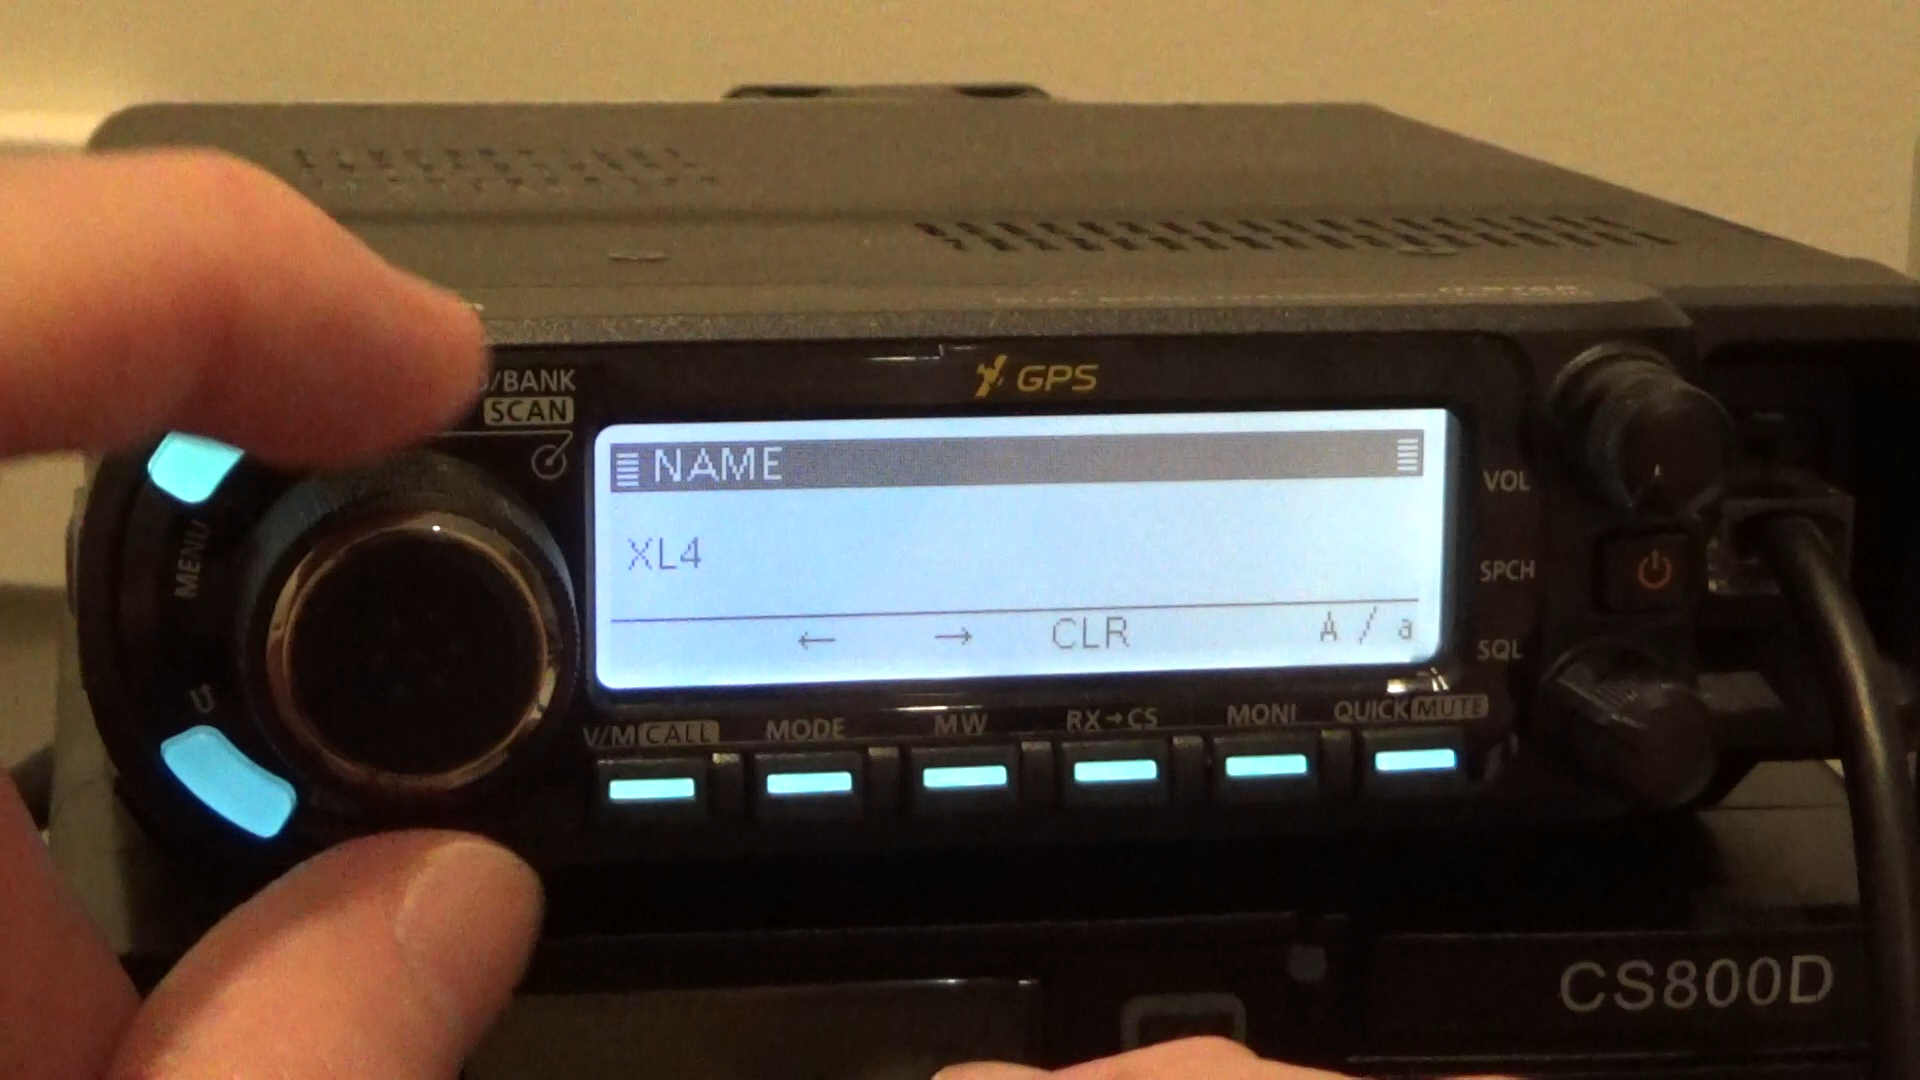 /BANK
SCAN
GPS
NAME
XL4
← → CLR A / a
MENU
VOL
SPCH
SQL
V/M CALL MODE MW RX→CS MONI QUICK MUTE
CS800D